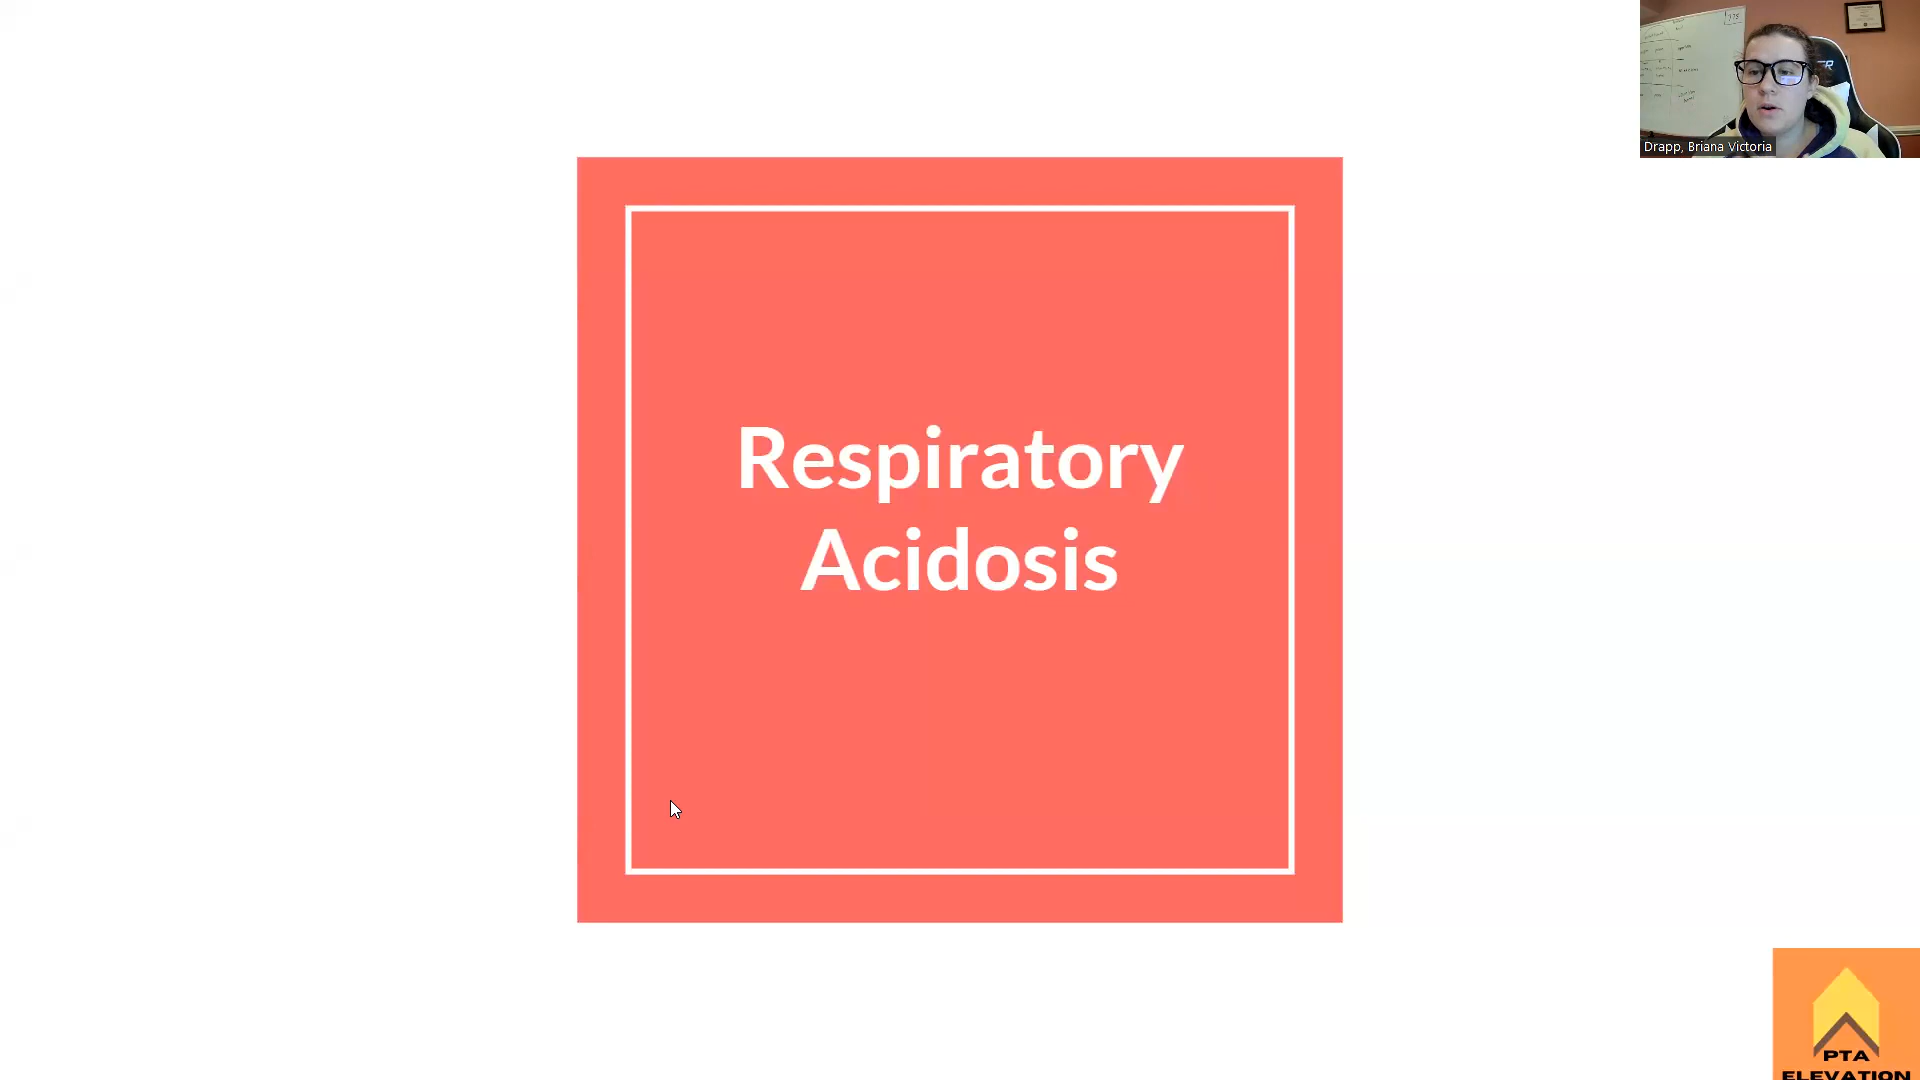 Respiratory
Acidosis
Drapp, Briana Victoria
PTA
ELEVATION